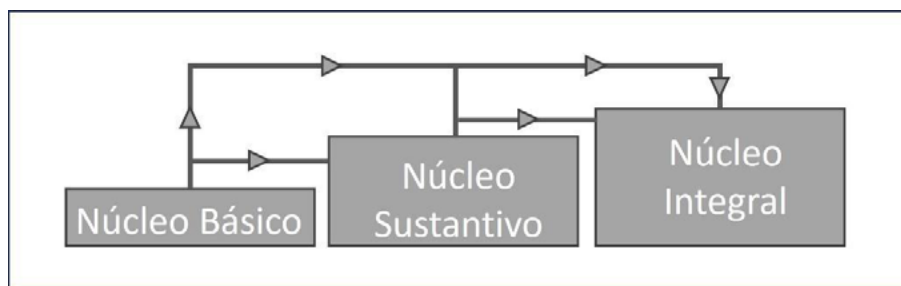 Núcleo Básico
Núcleo
Sustantivo
Núcleo
Integral